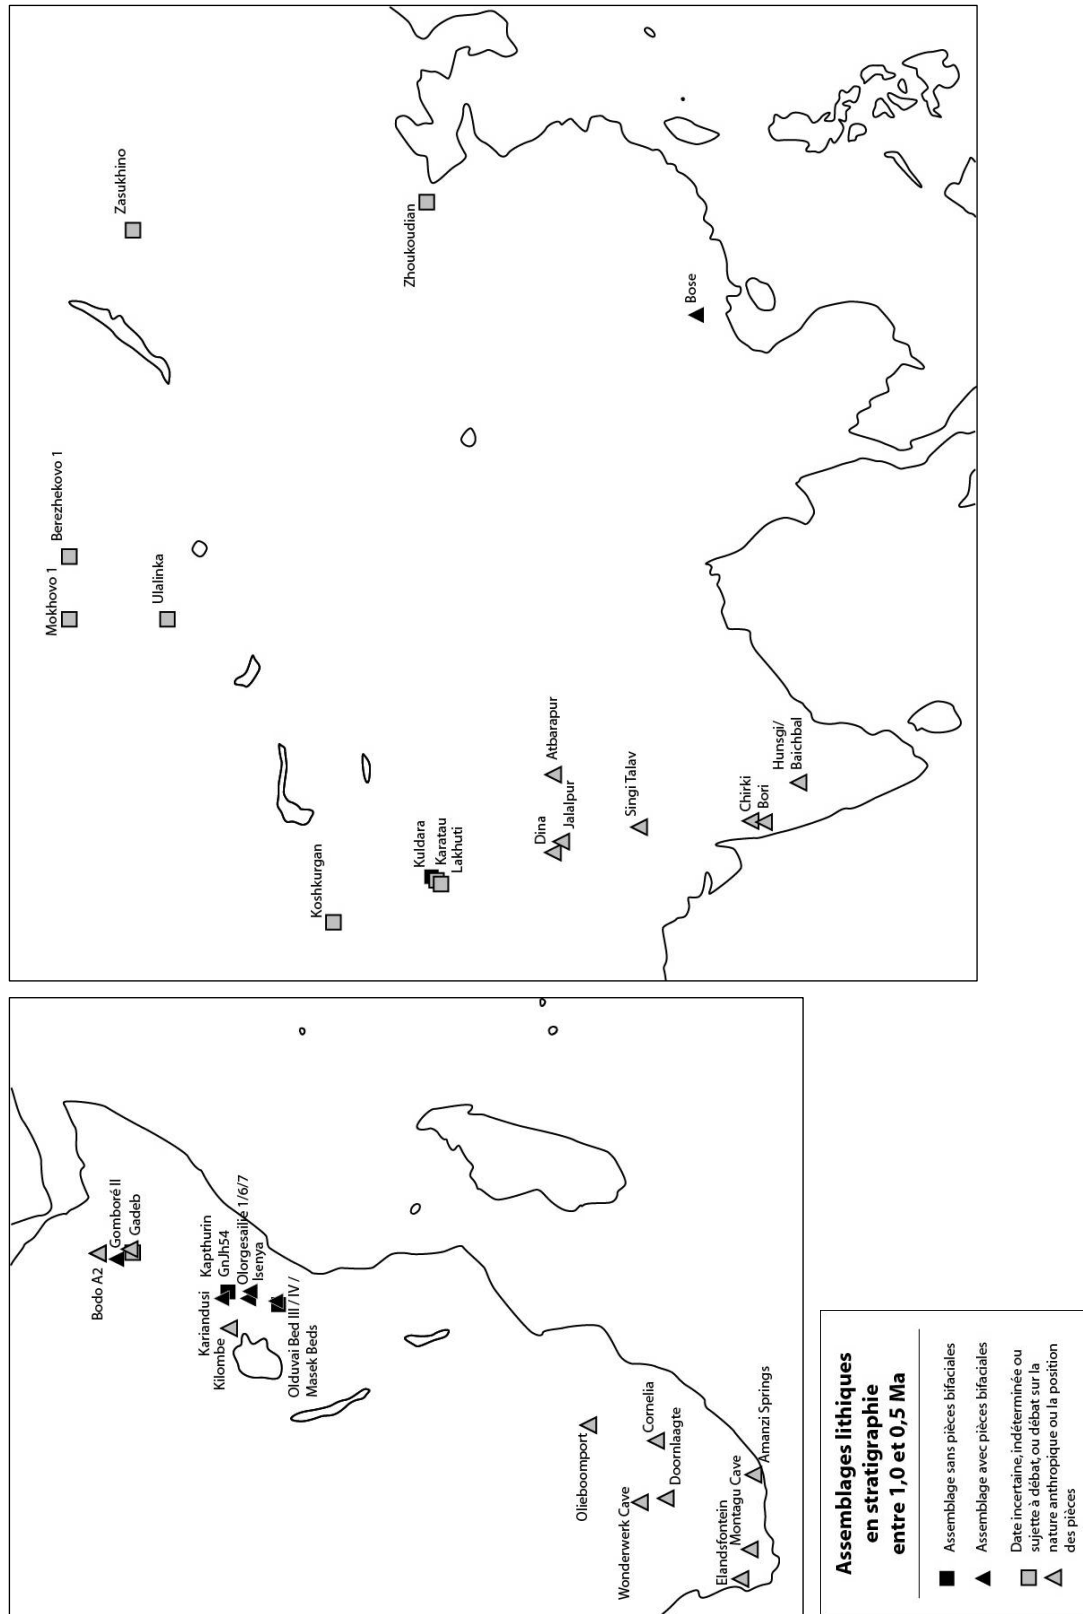 Zasukhino
Zhoukoudian
Bose
Mokhovo 1
Berezhekovo 1
Ulalinka
Koshkurgan
Kuldara
Karatau
Lakhuti
Dina
Jalalpur
Atbarapur
Singi Talav
Chirki
Bori
Hunsgi/
Baichbal
Bodo A2
Gomboré II
Gadeb
Kariandusi
Kilombe
Kapthurin
GnJh54
Olorgesailie 1/6/7
Isenya
Olduvai Bed III / IV /
Masek Beds
Olieboomport
Wonderwerk Cave
Cornelia
Doornlaagte
Elandsfontein
Montagu Cave
Amanzi Springs
Assemblages lithiques
en stratigraphie
entre 1,0 et 0,5 Ma
Assemblage sans pièces bifaciales
Assemblage avec pièces bifaciales
Date incertaine, indéterminée ou
sujette à débat, ou débat sur la
nature anthropique ou la position
des pièces